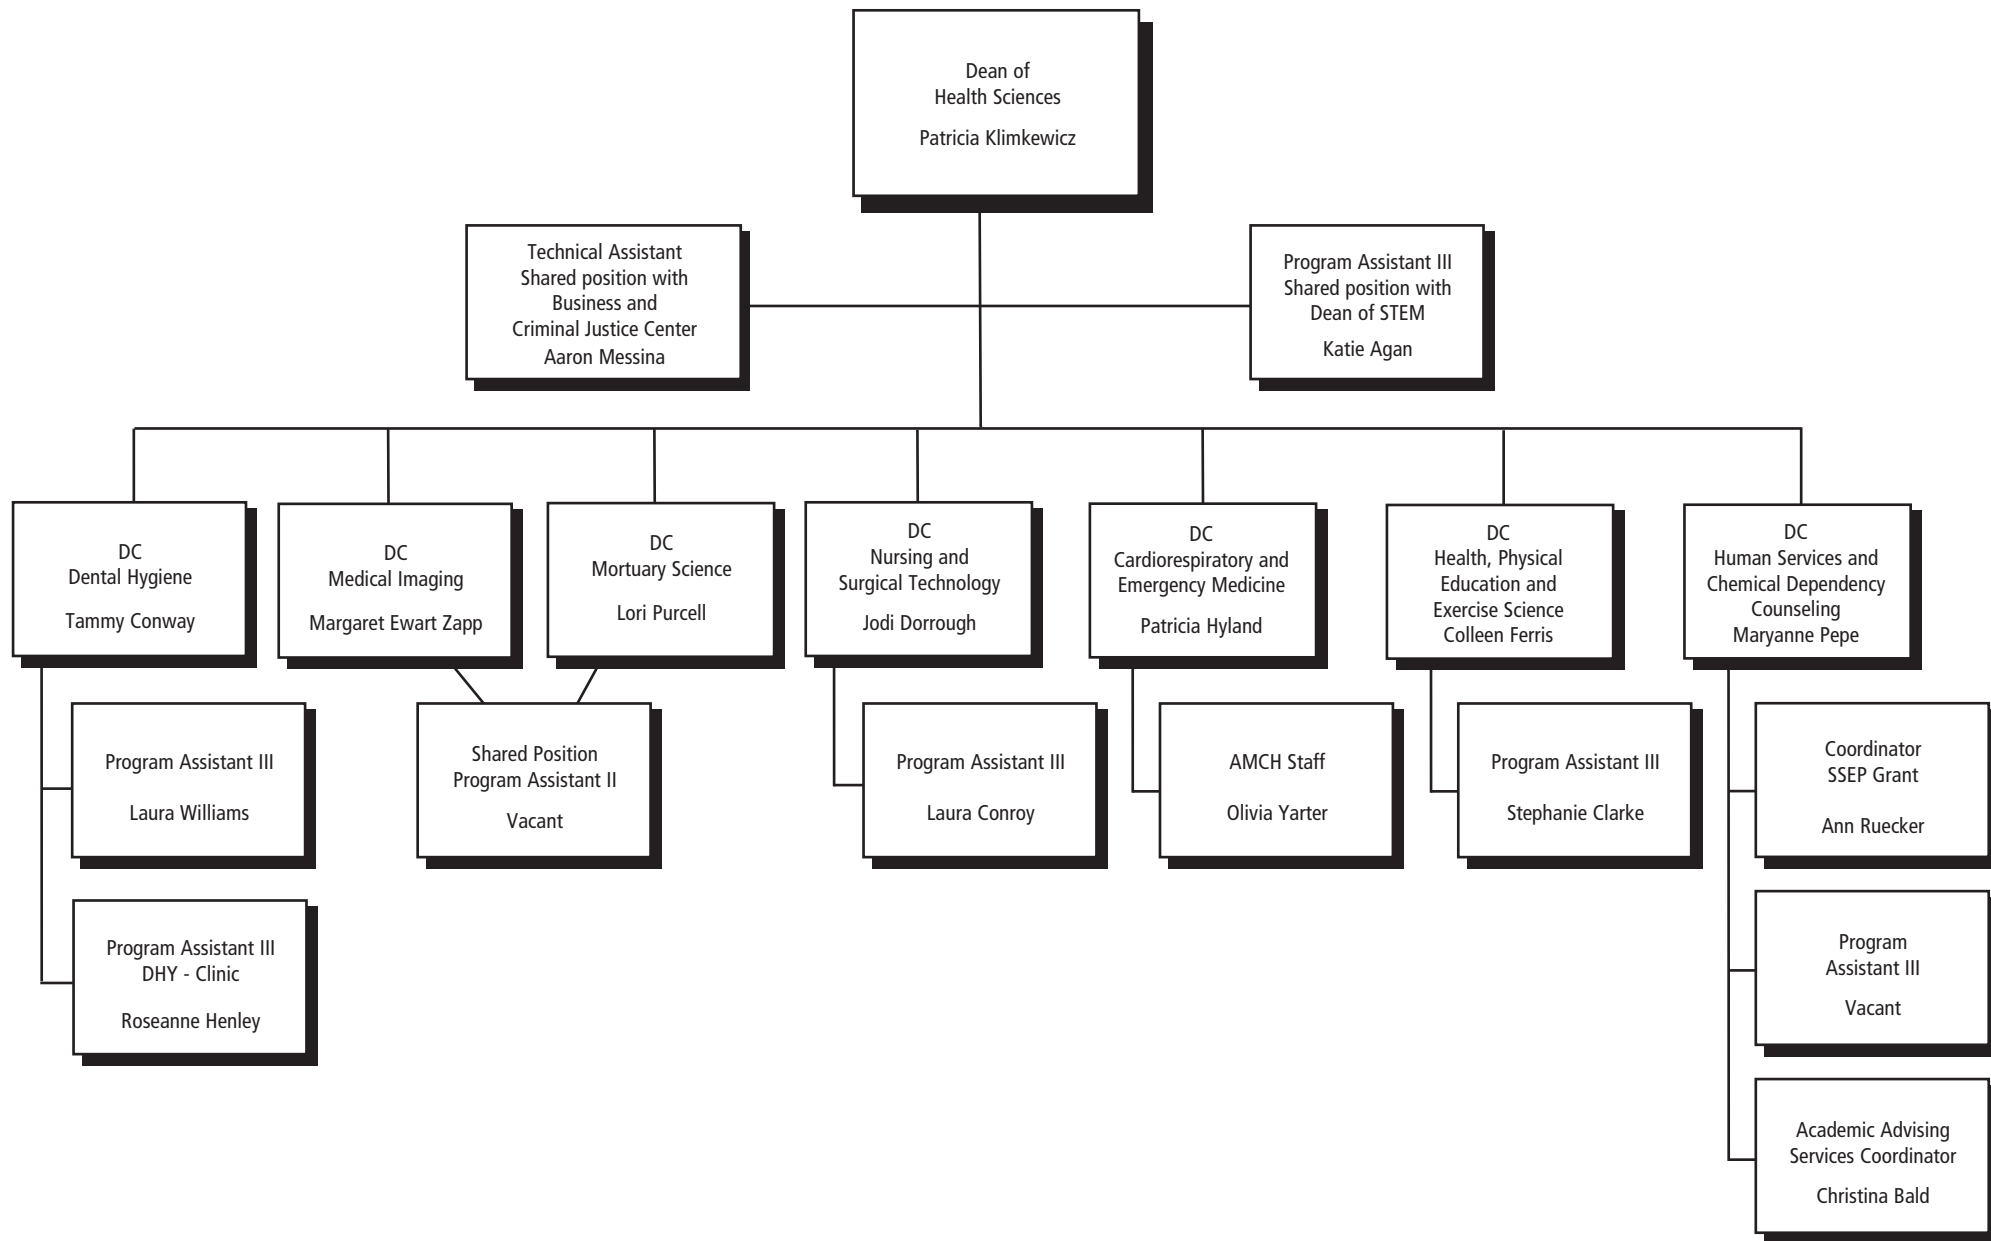 Dean of
Health Sciences
Patricia Klimkewicz
Technical Assistant
Shared position with
Business and
Criminal Justice Center
Aaron Messina
Program Assistant III
Shared position with
Dean of STEM
Katie Agan
DC
Dental Hygiene
Tammy Conway
DC
Medical Imaging
Margaret Ewart Zapp
DC
Mortuary Science
Lori Purcell
DC
Nursing and
Surgical Technology
Jodi Dorrough
DC
Cardiorespiratory and
Emergency Medicine
Patricia Hyland
DC
Health, Physical
Education and
Exercise Science
Colleen Ferris
DC
Human Services and
Chemical Dependency
Counseling
Maryanne Pepe
Program Assistant III
Laura Williams
Shared Position
Program Assistant II
Vacant
Program Assistant III
Laura Conroy
AMCH Staff
Olivia Yarter
Program Assistant III
Stephanie Clarke
Coordinator
SSEP Grant
Ann Ruecker
Program Assistant III
DHY - Clinic
Roseanne Henley
Program
Assistant III
Vacant
Academic Advising
Services Coordinator
Christina Bald